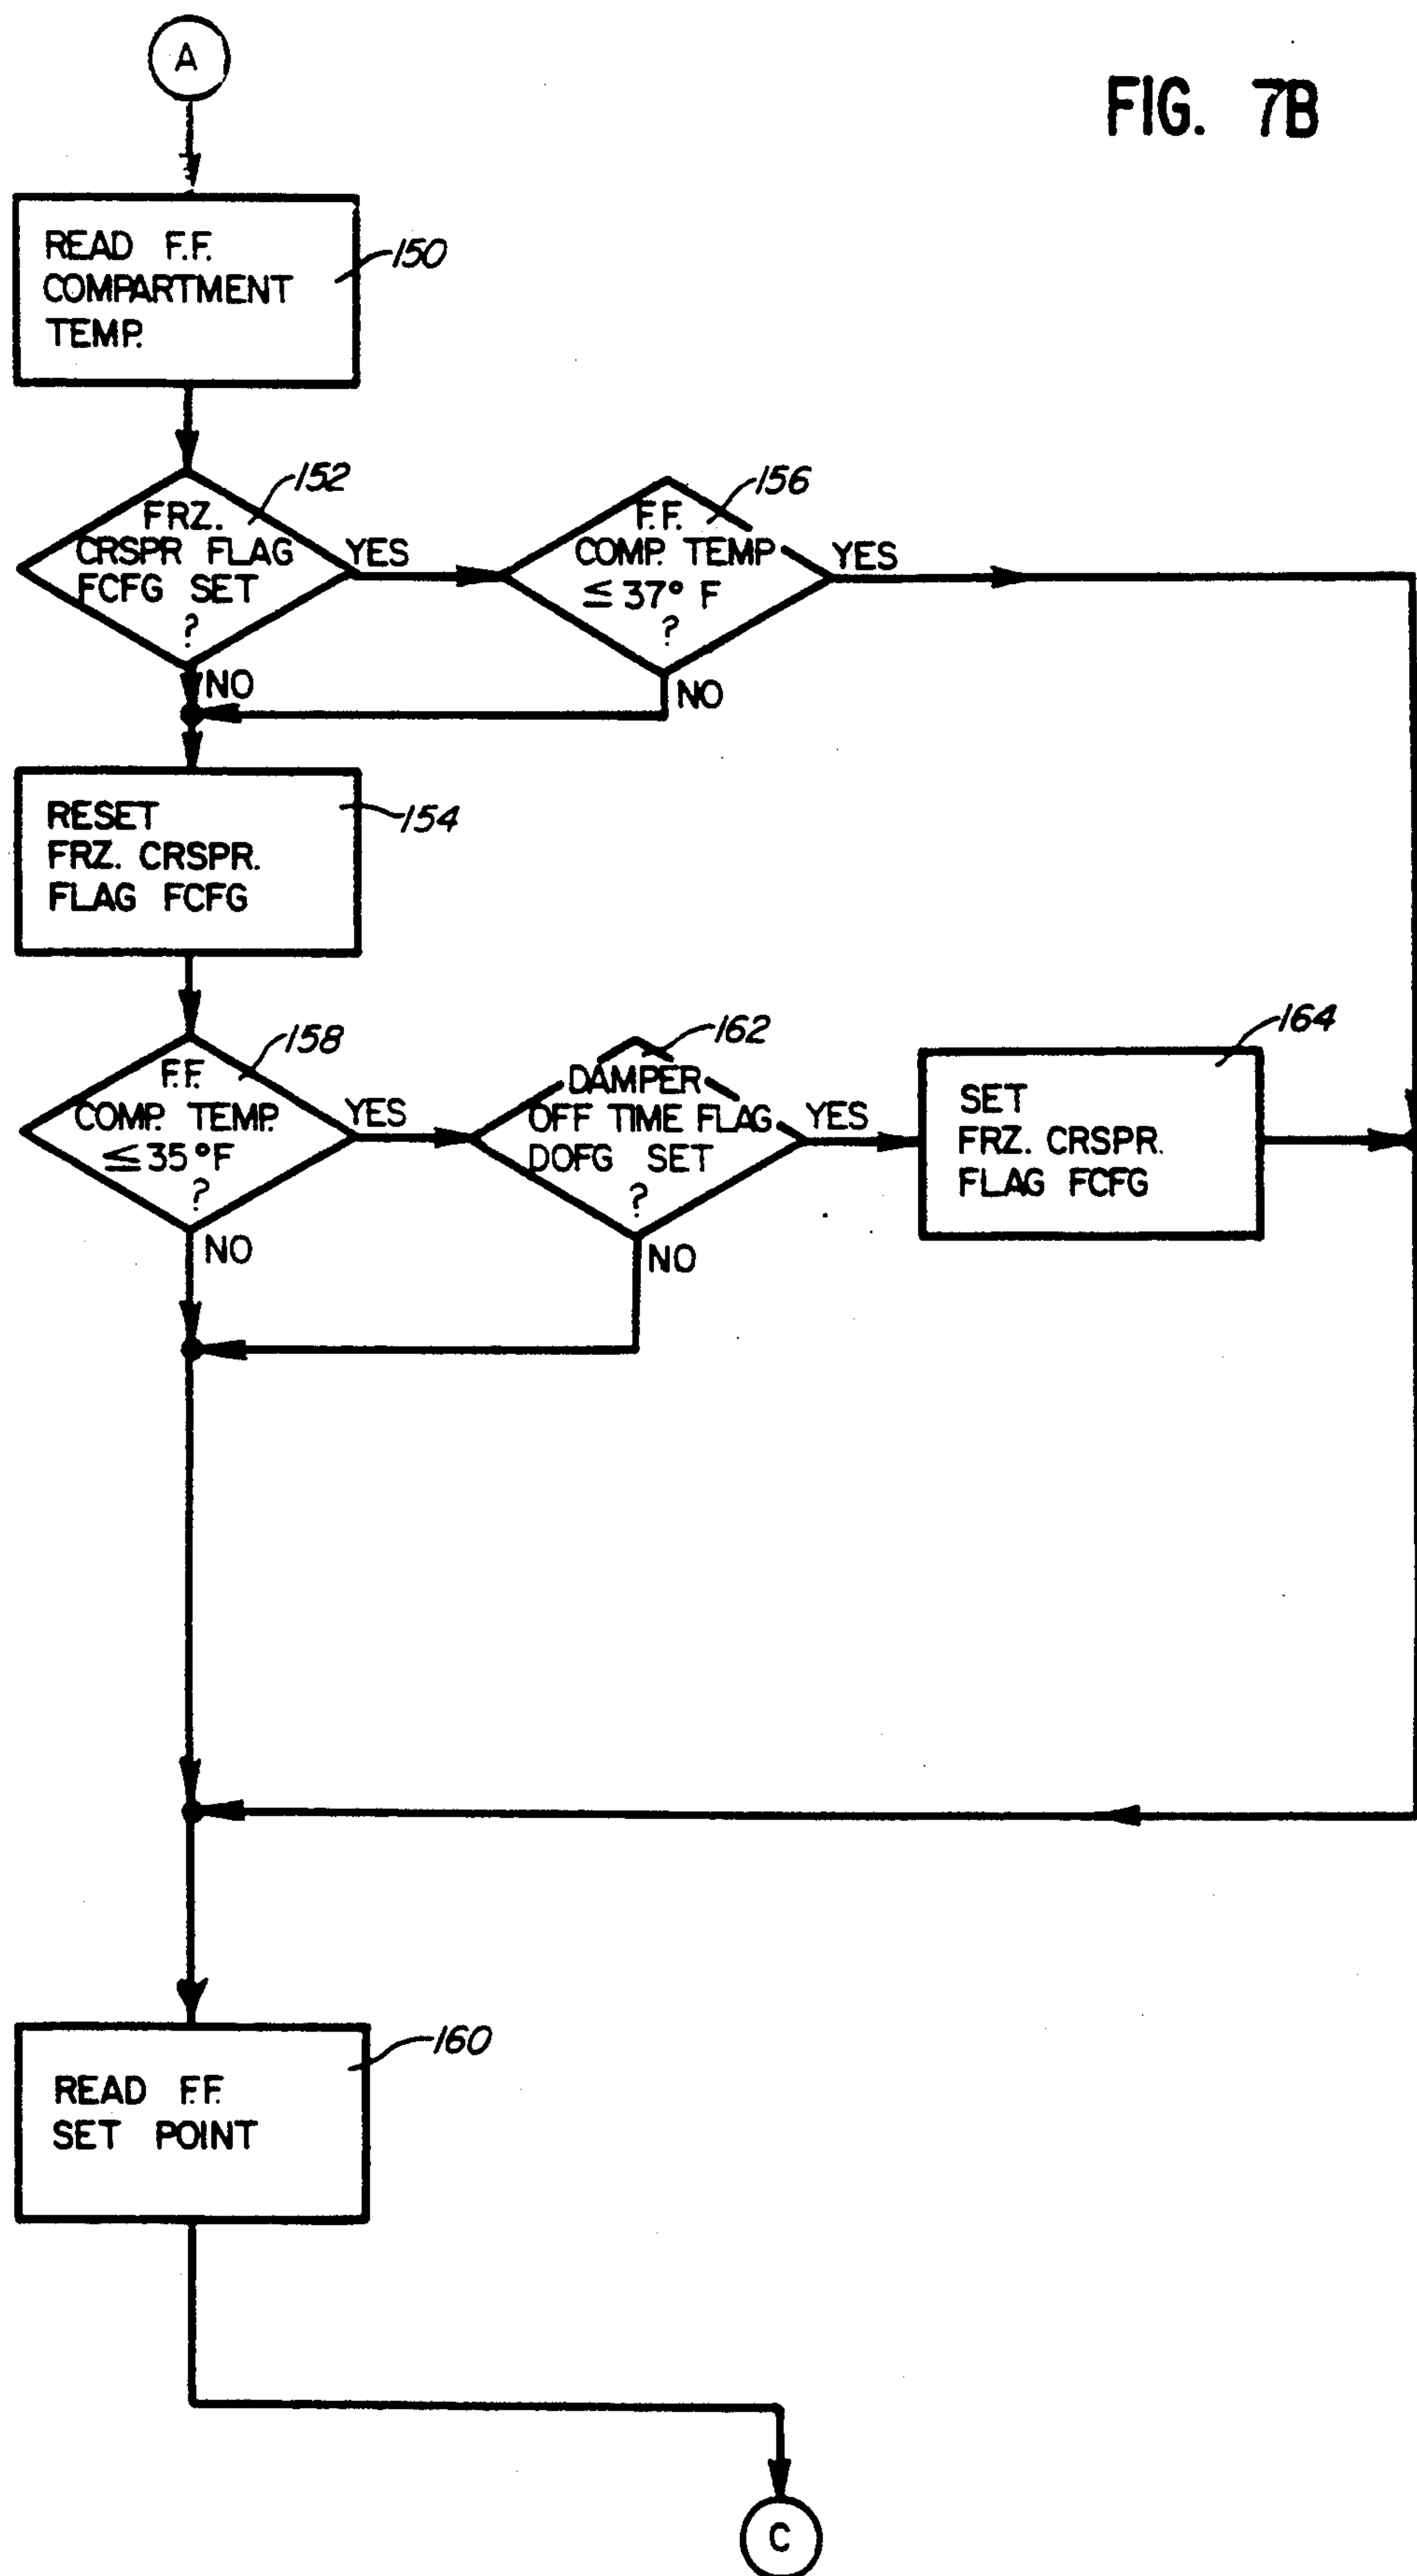 A
FIG. 7B
READ F.F.
COMPARTMENT
TEMP.
150
FRZ.
CRSPR FLAG
FCFG SET
?
152
YES
NO
F.F.
COMP. TEMP
≤ 37° F
?
156
YES
NO
RESET
FRZ. CRSPR.
FLAG FCFG
154
F.F.
COMP. TEMP.
≤ 35°F
?
158
YES
NO
DAMPER
OFF TIME FLAG
DOFG SET
?
162
YES
NO
SET
FRZ. CRSPR.
FLAG FCFG
164
READ F.F.
SET POINT
160
C